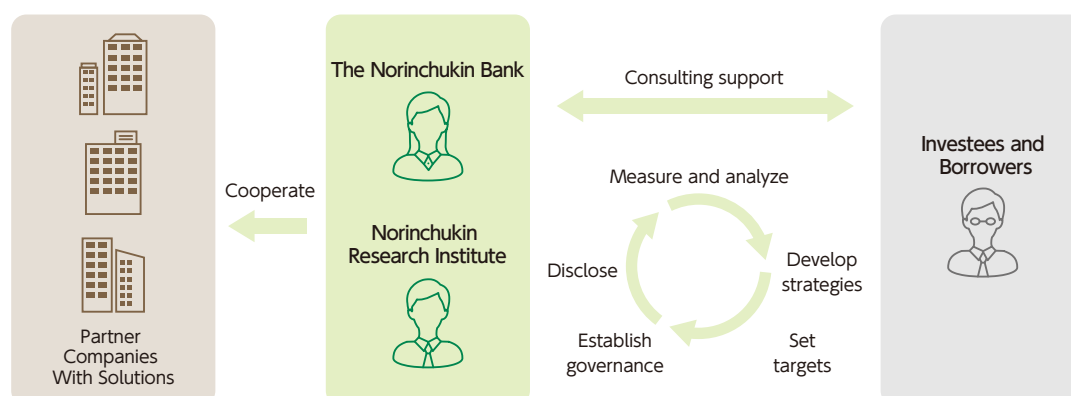 Partner
Companies
With Solutions
Cooperate
The Norinchukin Bank
Norinchukin
Research Institute
Consulting support
Measure and analyze
Develop
strategies
Set
targets
Establish
governance
Disclose
Investees and
Borrowers